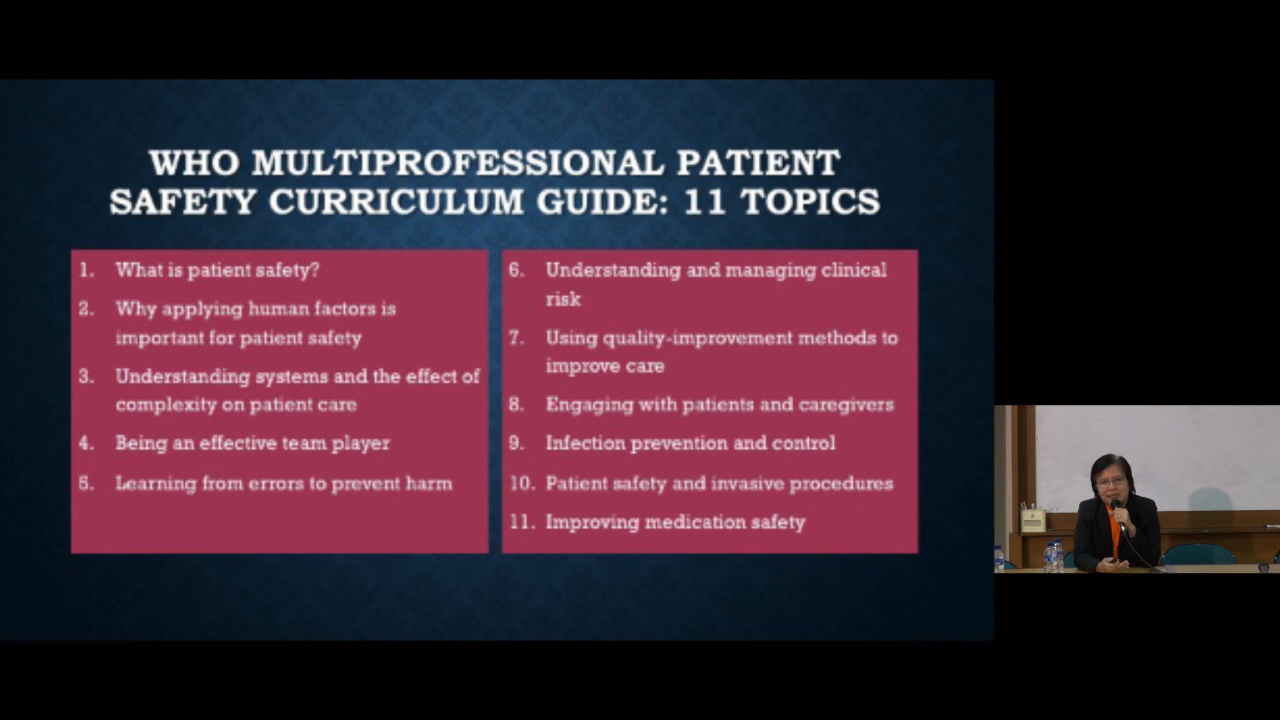 WHO MULTIPROFESSIONAL PATIENT
SAFETY CURRICULUM GUIDE: 11 TOPICS
1. What is patient safety?
2. Why applying human factors is
important for patient safety
3. Understanding systems and the effect of
complexity on patient care
4. Being an effective team player
5. Learning from errors to prevent harm
6. Understanding and managing clinical
risk
7. Using quality-improvement methods to
improve care
8. Engaging with patients and caregivers
9. Infection prevention and control
10. Patient safety and invasive procedures
11. Improving medication safety